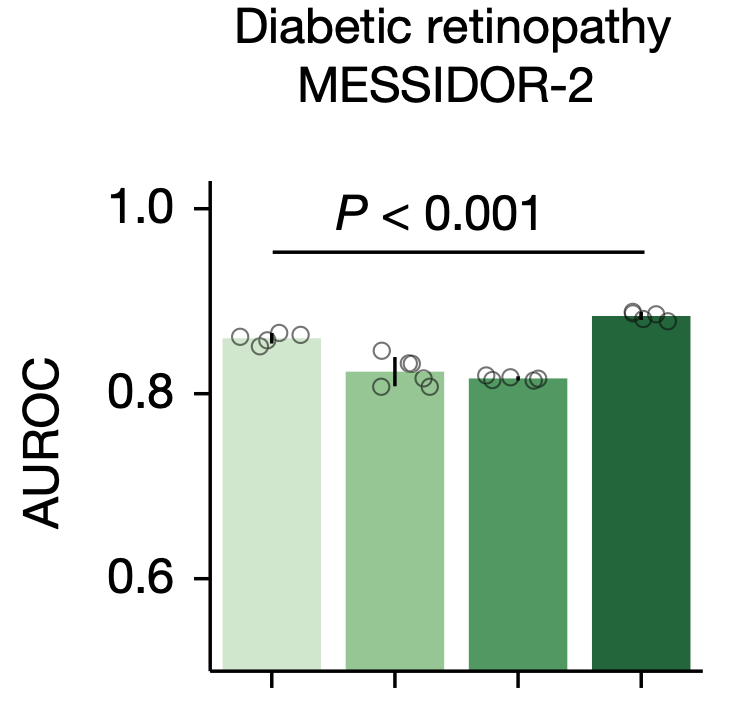 Diabetic retinopathy
MESSIDOR-2
P < 0.001
1.0
0.8
0.6
AUROC